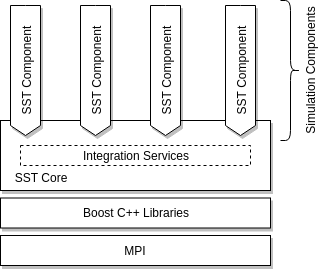 SST Component
SST Component
SST Component
SST Component
Simulation Components
Integration Services
SST Core
Boost C++ Libraries
MPI